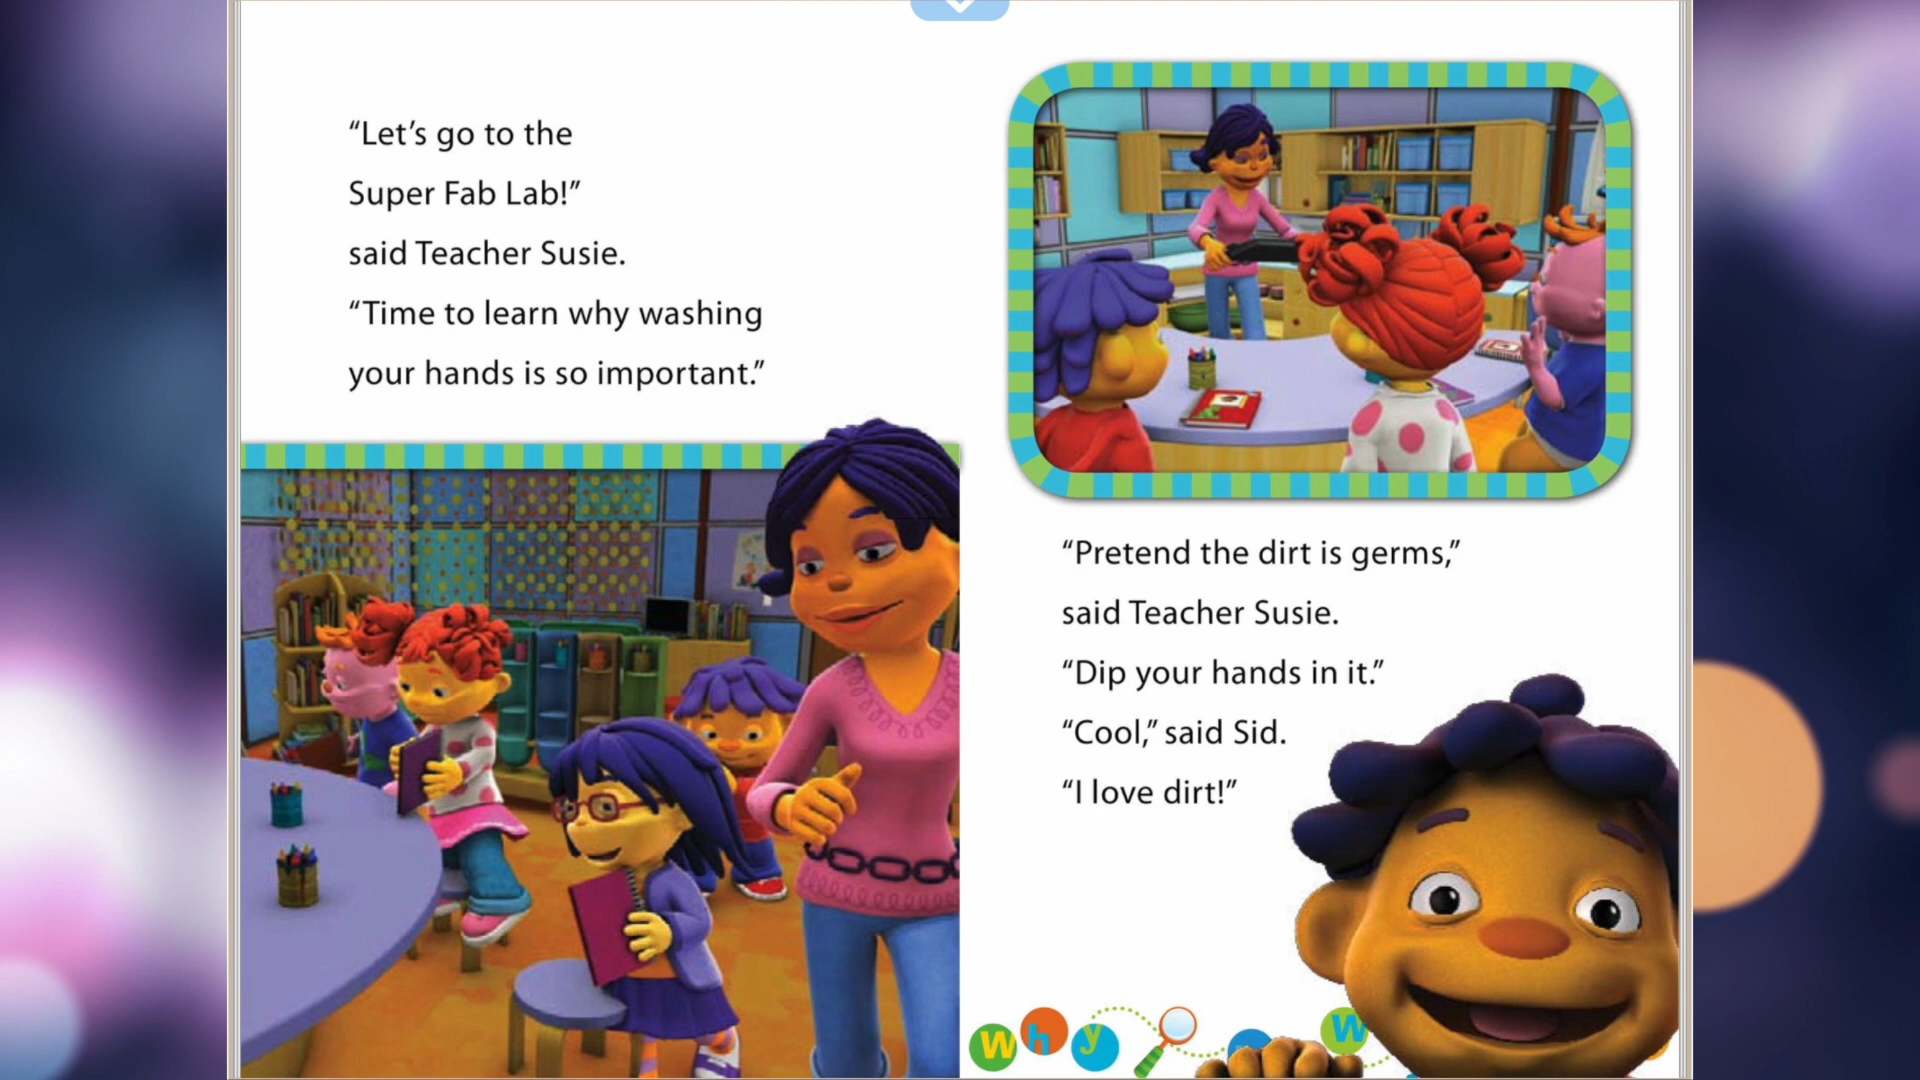 “Let’s go to the
Super Fab Lab!”
said Teacher Susie.
“Time to learn why washing
your hands is so important.”
“Pretend the dirt is germs,”
said Teacher Susie.
“Dip your hands in it.”
“Cool,” said Sid.
“I love dirt!”
Why W